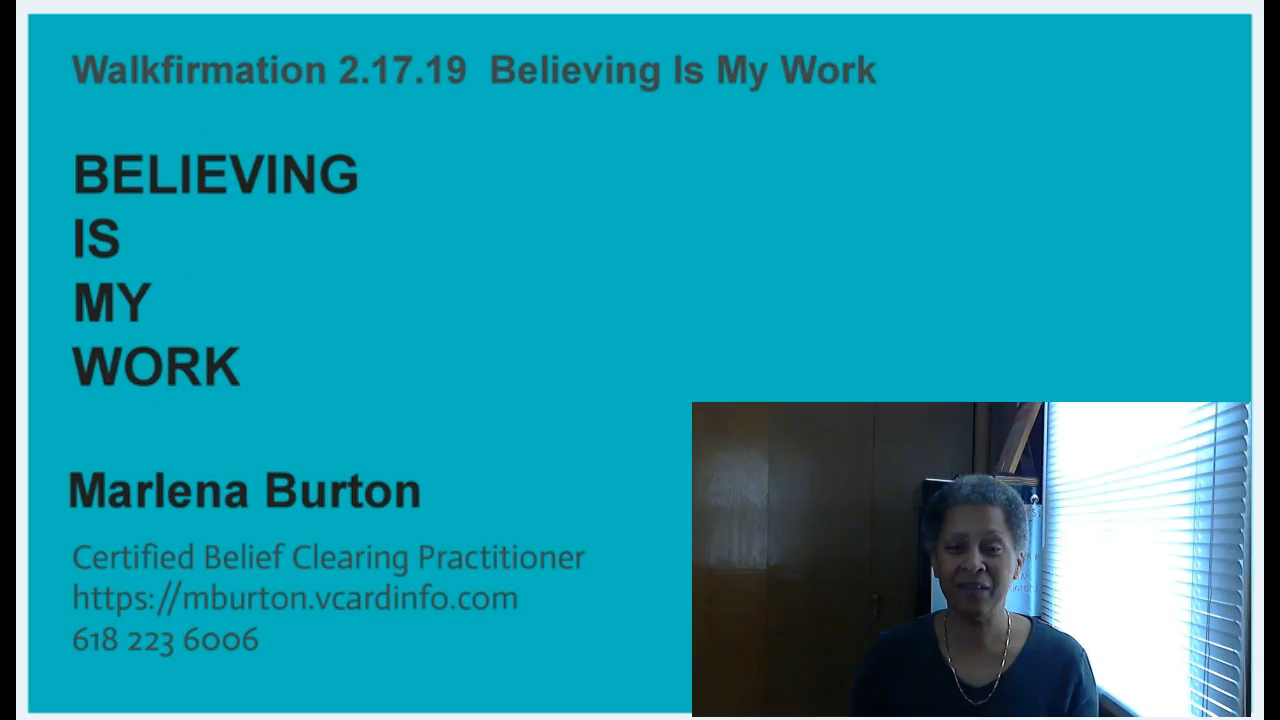 Walkfirmation 2.17.19 Believing Is My Work
BELIEVING
IS
MY
WORK
Marlena Burton
Certified Belief Clearing Practitioner
https://mburton.vcardinfo.com
618 223 6006